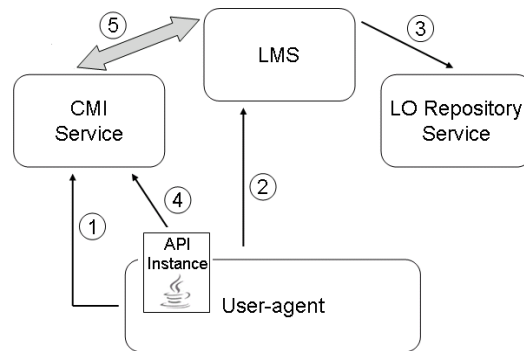 5
LMS
3
CMI
Service
LO Repository
Service
1
4
2
API
Instance
User-agent